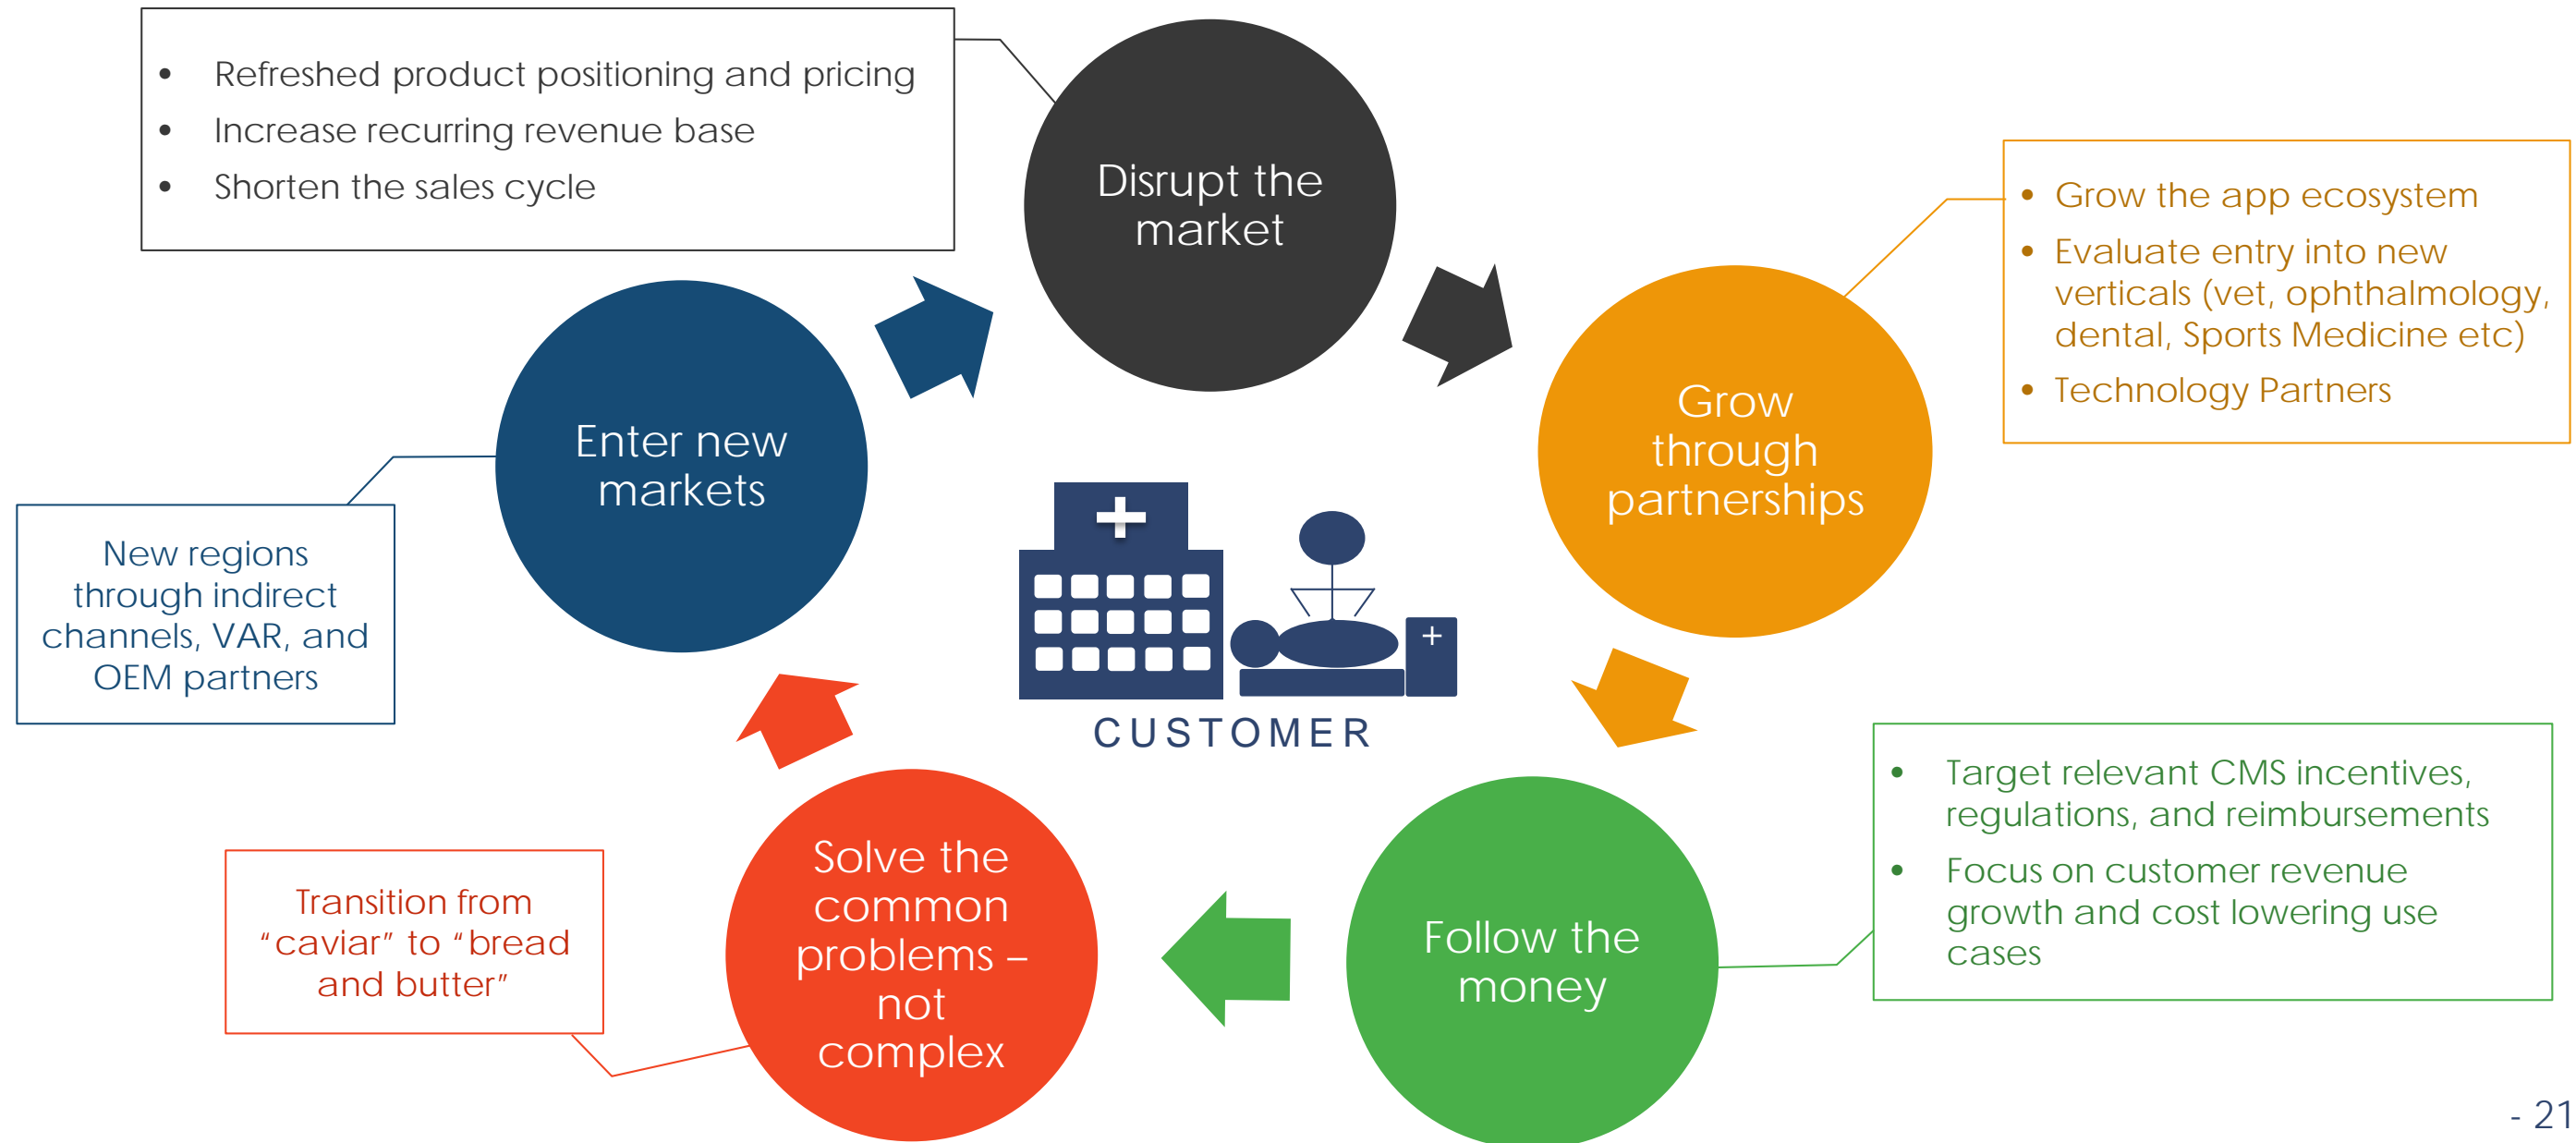 • Refreshed product positioning and pricing
• Increase recurring revenue base
• Shorten the sales cycle
Disrupt the
market
• Grow the app ecosystem
• Evaluate entry into new
verticals (vet, ophthalmology,
dental, Sports Medicine etc)
• Technology Partners
Grow
through
partnerships
Enter new
markets
New regions
through indirect
channels, VAR, and
OEM partners
CUSTOMER
• Target relevant CMS incentives,
regulations, and reimbursements
• Focus on customer revenue
growth and cost lowering use
cases
Follow the
money
Solve the
common
problems –
not
complex
Transition from
“caviar” to “bread
and butter”
- 21